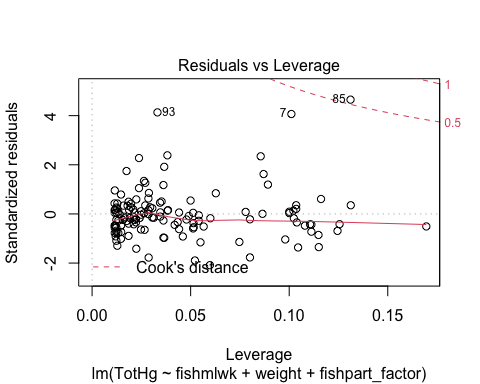 Residuals vs Leverage
Standardized residuals
4
2
0
-2
93
7
85
1
0.5
Cook's distance
0.00
0.05
0.10
0.15
Leverage
lm(TotHg ~ fishmlwk + weight + fishpart_factor)